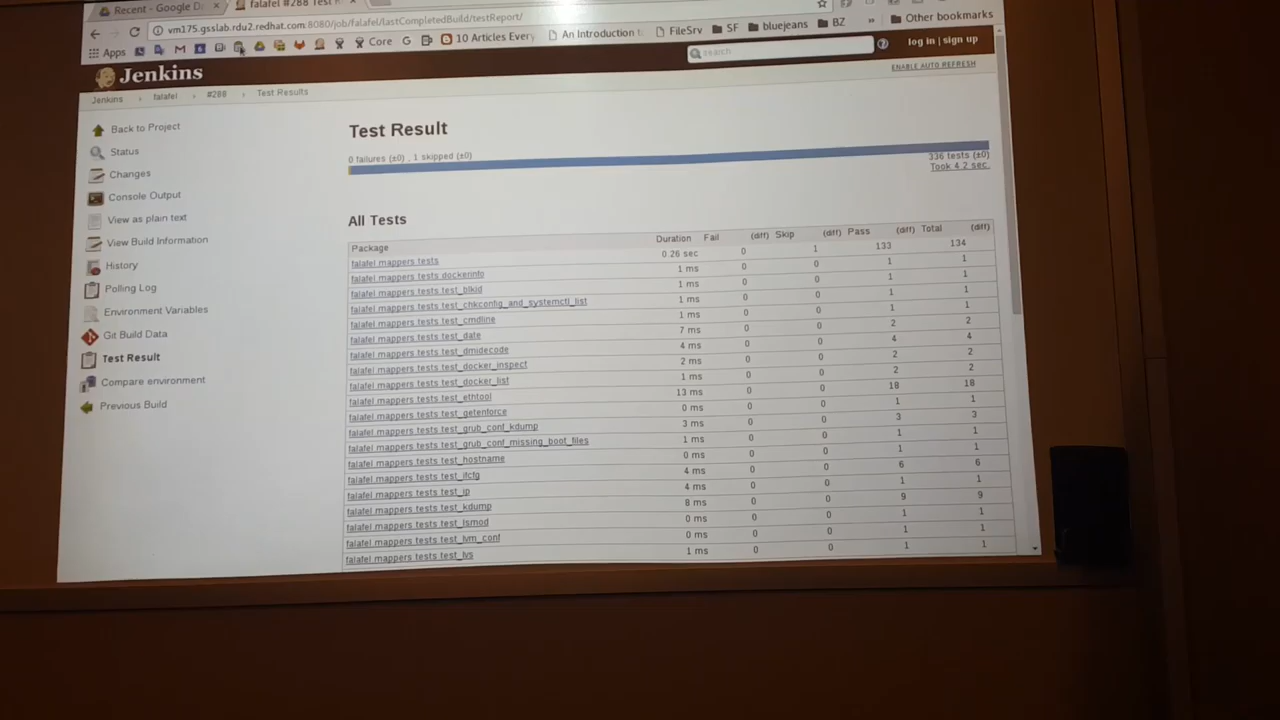 Recent - Google D
falafel #288 Test R
vm175.gsslab.rdu2.redhat.com:8080/job/falafel/lastCompletedBuild/testReport/
Apps
Core
10 Articles Every
An Introduction t
FileSrv
SF
bluejeans
BZ
Other bookmarks
Jenkins
search
log in | sign up
Jenkins falafel #288 Test Results
ENABLE AUTO REFRESH
Back to Project
Status
Changes
Console Output
View as plain text
View Build Information
History
Polling Log
Environment Variables
Git Build Data
Test Result
Compare environment
Previous Build
Test Result
0 failures (±0) , 1 skipped (±0)
336 tests (±0)
Took 4.2 sec.
All Tests
Package Duration Fail (diff) Skip (diff) Pass (diff) Total (diff)
falafel.mappers.tests 0.26 sec 0 1 133 134
falafel.mappers.tests.dockerinfo 1 ms 0 0 1 1
falafel.mappers.tests.test_blkid 1 ms 0 0 1 1
falafel.mappers.tests.test_chkconfig_and_systemctl_list 1 ms 0 0 1 1
falafel.mappers.tests.test_cmdline 1 ms 0 0 1 1
falafel.mappers.tests.test_date 7 ms 0 0 2 2
falafel.mappers.tests.test_dmidecode 4 ms 0 0 4 4
falafel.mappers.tests.test_docker_inspect 2 ms 0 0 2 2
falafel.mappers.tests.test_docker_list 1 ms 0 0 2 2
falafel.mappers.tests.test_ethtool 13 ms 0 0 18 18
falafel.mappers.tests.test_getenforce 0 ms 0 0 1 1
falafel.mappers.tests.test_grub_conf_kdump 3 ms 0 0 3 3
falafel.mappers.tests.test_grub_conf_missing_boot_files 1 ms 0 0 1 1
falafel.mappers.tests.test_hostname 0 ms 0 0 1 1
falafel.mappers.tests.test_ifcfg 4 ms 0 0 6 6
falafel.mappers.tests.test_ip 4 ms 0 0 1 1
falafel.mappers.tests.test_kdump 8 ms 0 0 9 9
falafel.mappers.tests.test_lsmod 0 ms 0 0 1 1
falafel.mappers.tests.test_lvm_conf 0 ms 0 0 1 1
falafel.mappers.tests.test_lvs 1 ms 0 0 1 1